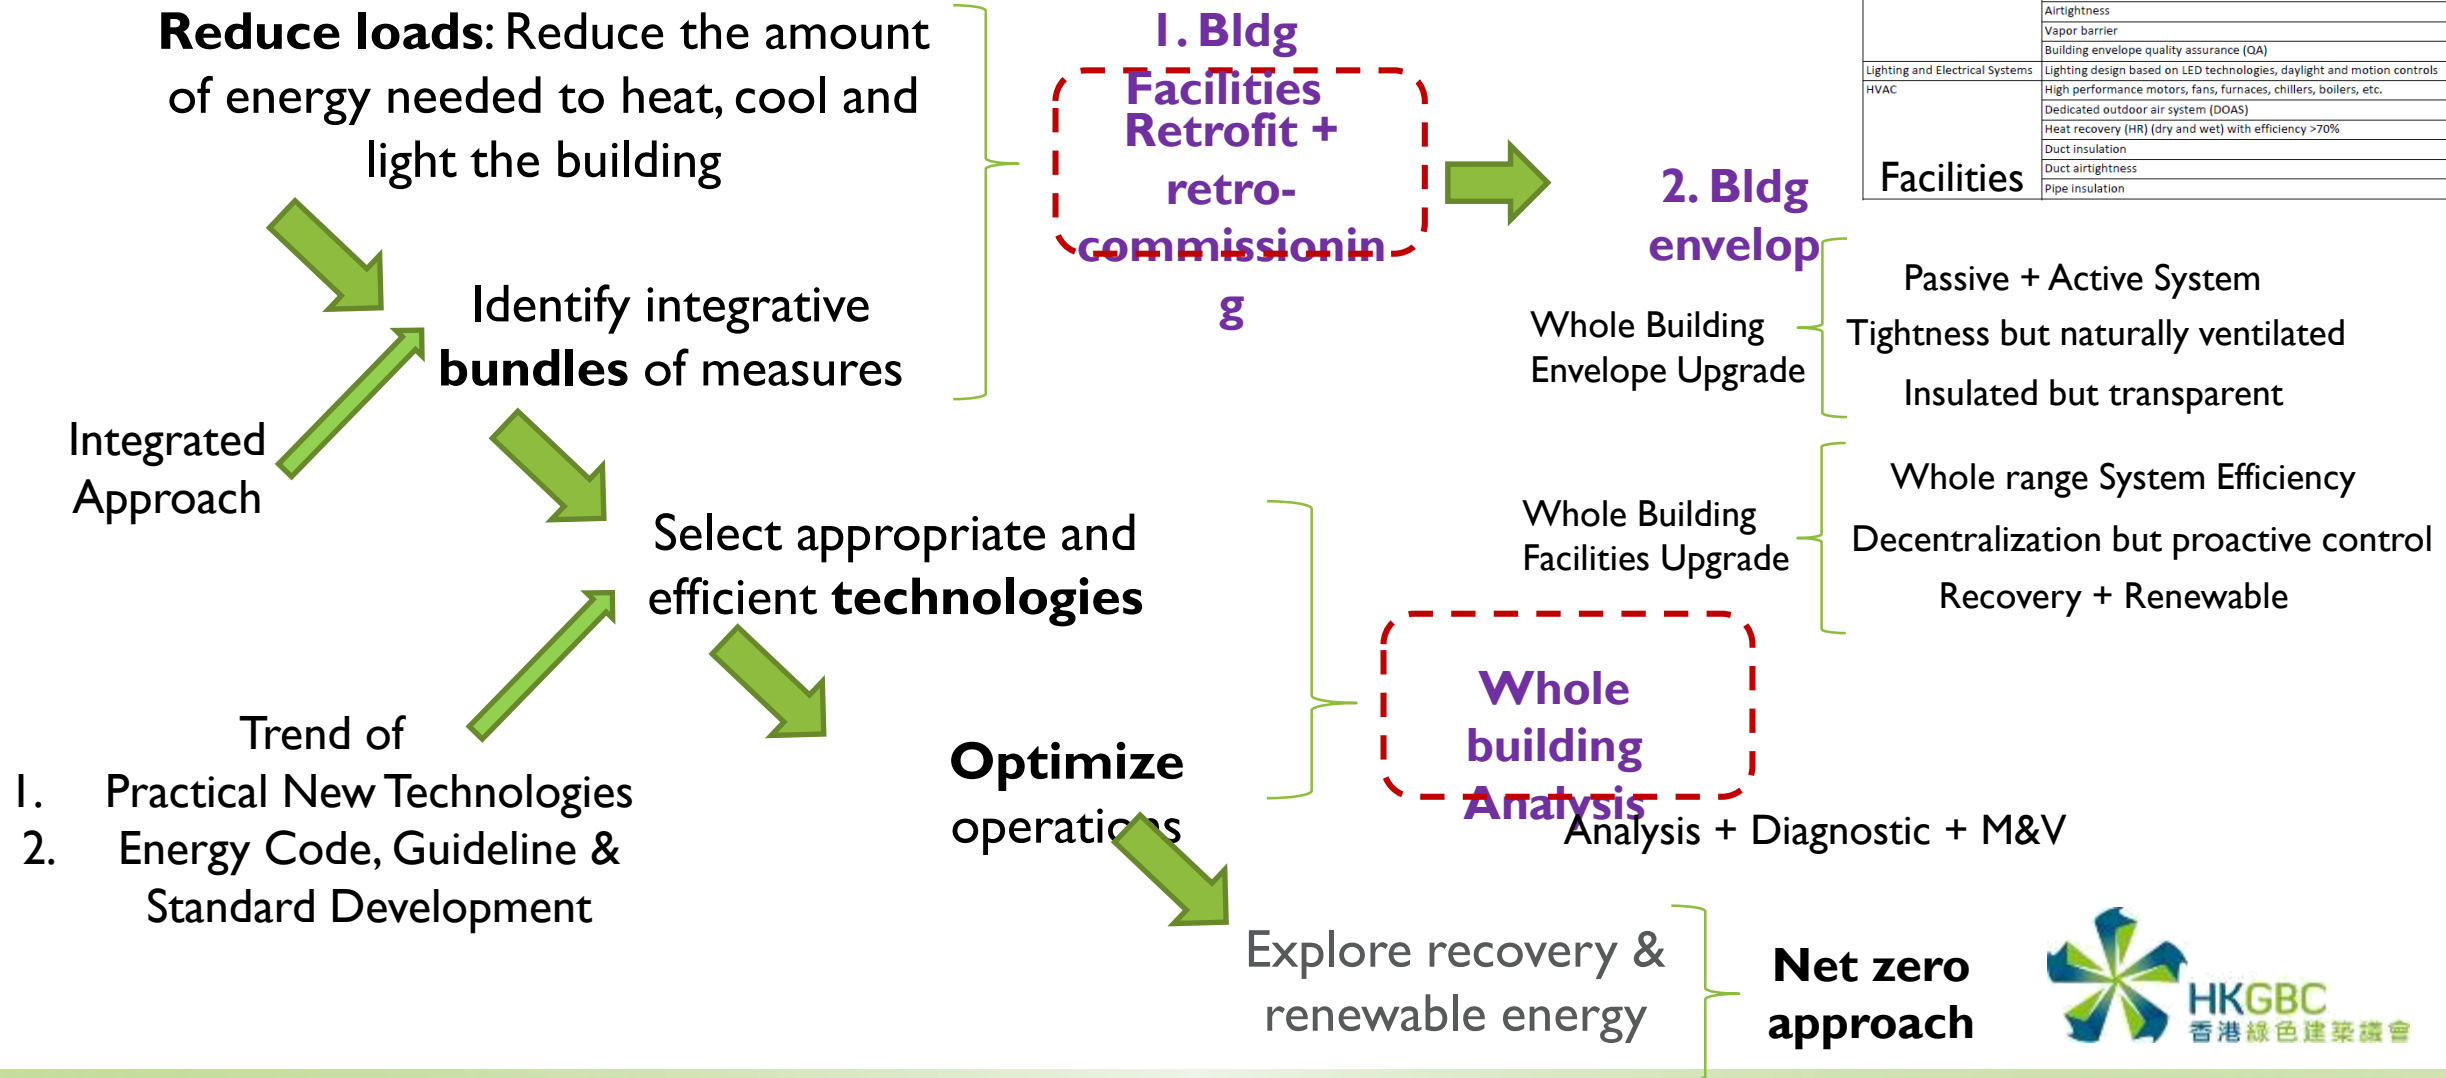 Reduce loads: Reduce the amount
of energy needed to heat, cool and
light the building
Identify integrative
bundles of measures
Integrated
Approach
Select appropriate and
efficient technologies
Trend of
1. Practical New Technologies
2. Energy Code, Guideline &
Standard Development
Optimize
operations
Explore recovery &
renewable energy
Net zero
approach
1. Bldg
Facilities
Retrofit +
retro-
commissionin
g
2. Bldg
envelop
Whole Building
Envelope Upgrade
Passive + Active System
Tightness but naturally ventilated
Insulated but transparent
Whole Building
Facilities Upgrade
Whole range System Efficiency
Decentralization but proactive control
Recovery + Renewable
Whole
building
Analysis
Analysis + Diagnostic + M&V
Airtightness
Vapor barrier
Building envelope quality assurance (QA)
Lighting and Electrical Systems Lighting design based on LED technologies, daylight and motion controls
HVAC High performance motors, fans, furnaces, chillers, boilers, etc.
Dedicated outdoor air system (DOAS)
Heat recovery (HR) (dry and wet) with efficiency >70%
Duct insulation
Duct airtightness
Facilities
Pipe insulation
HKGBC
香港綠色建築議會